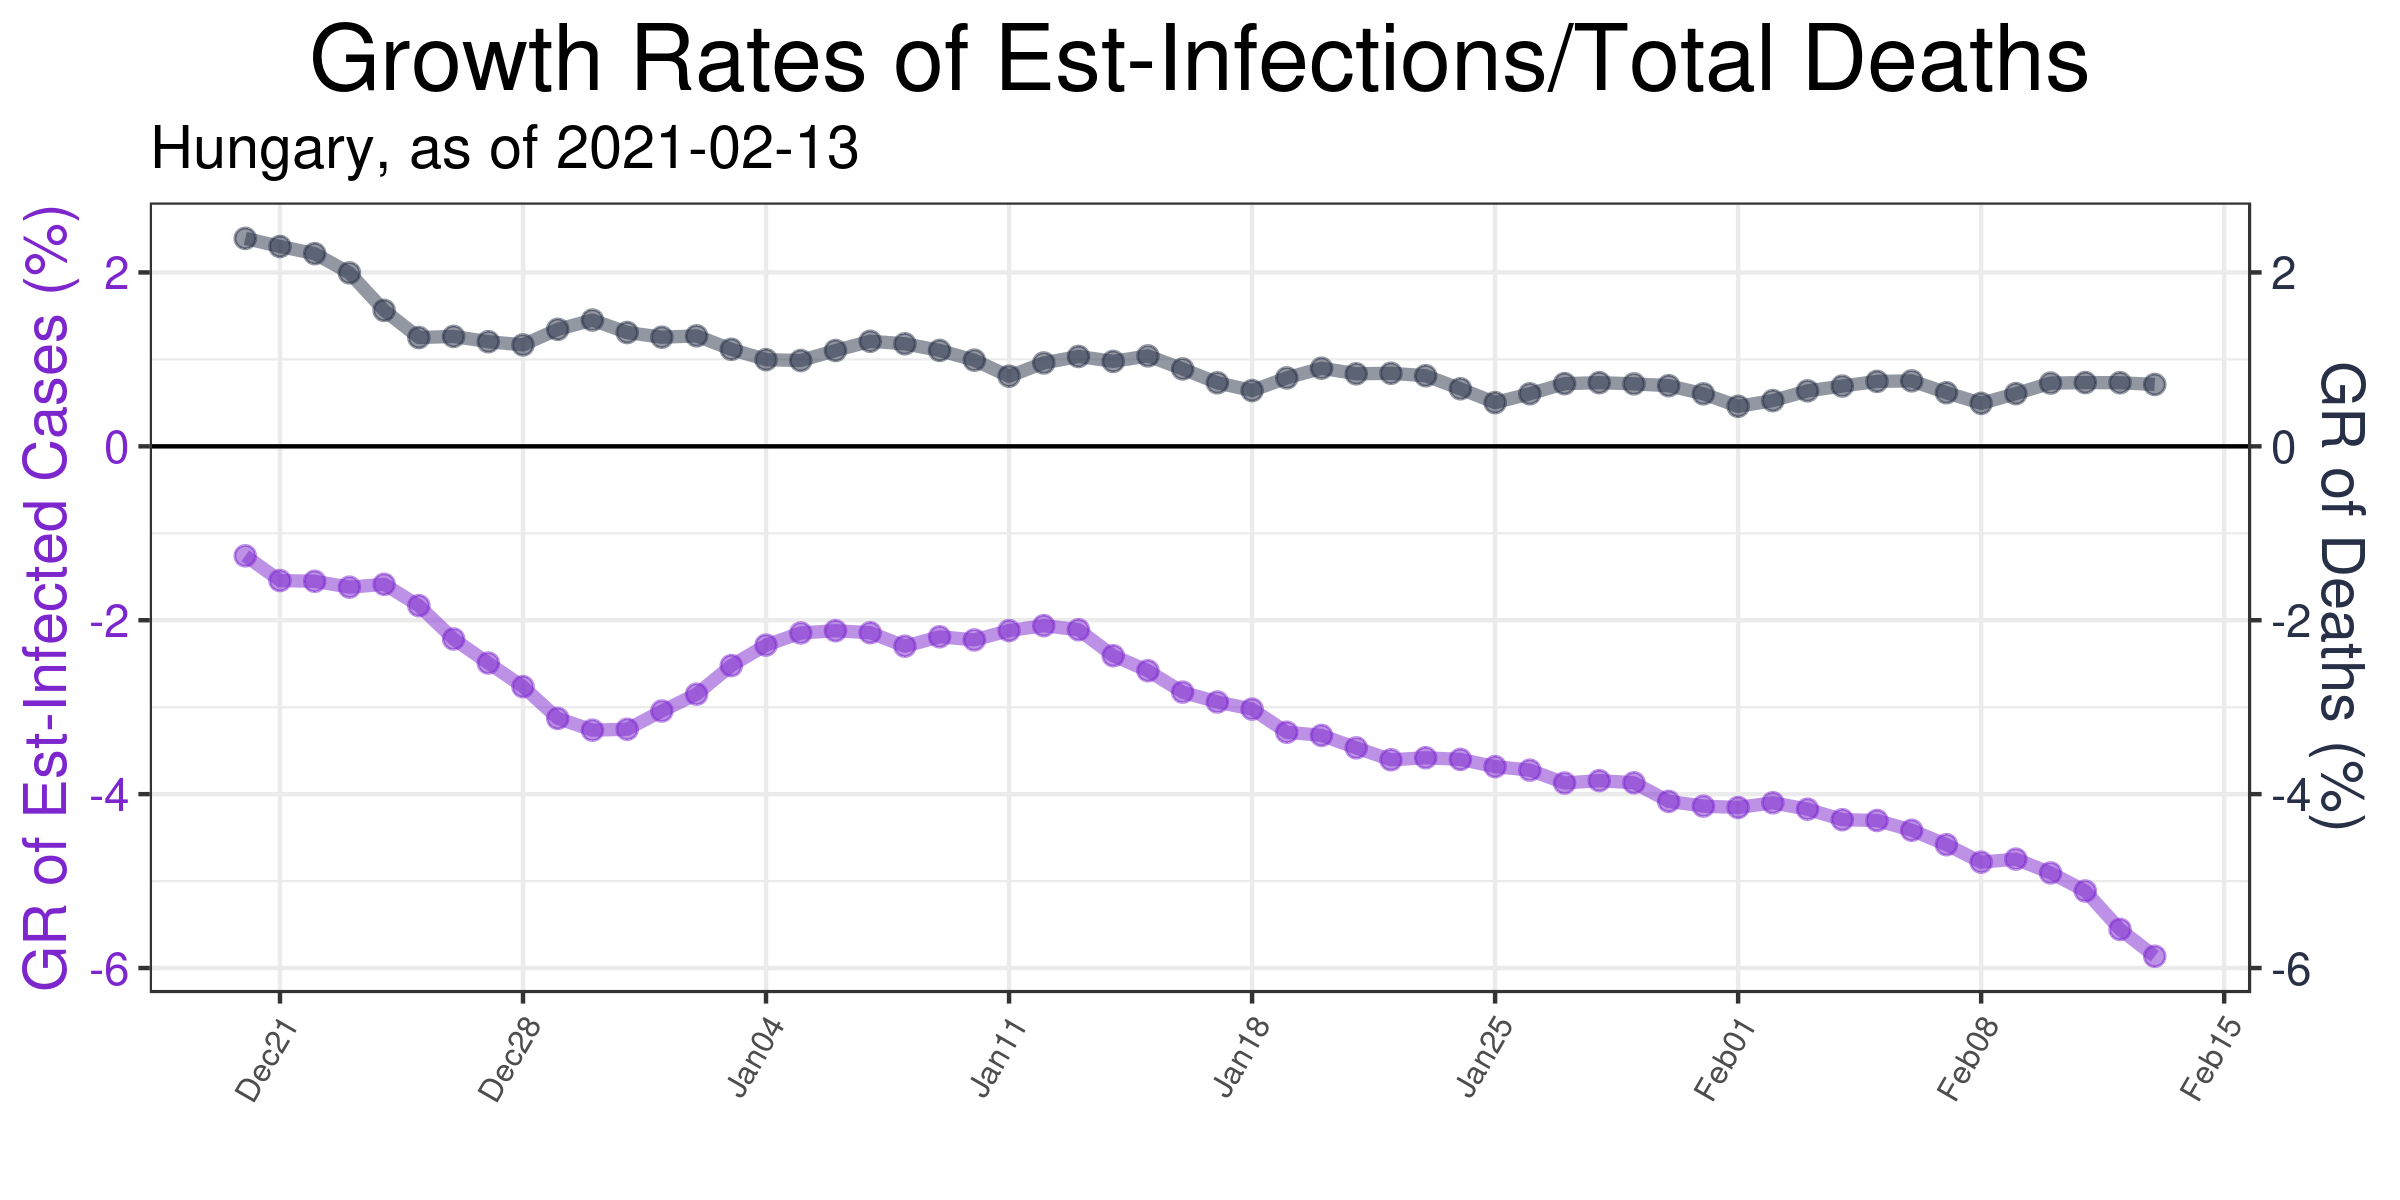 Growth Rates of Est-Infections/Total Deaths
Hungary, as of 2021-02-13
GR of Est-Infected Cases (%)
2
0
-2
-4
-6
2
0
-2
-4
-6
GR of Deaths (%)
Dec21
Dec28
Jan04
Jan11
Jan18
Jan25
Feb01
Feb08
Feb15